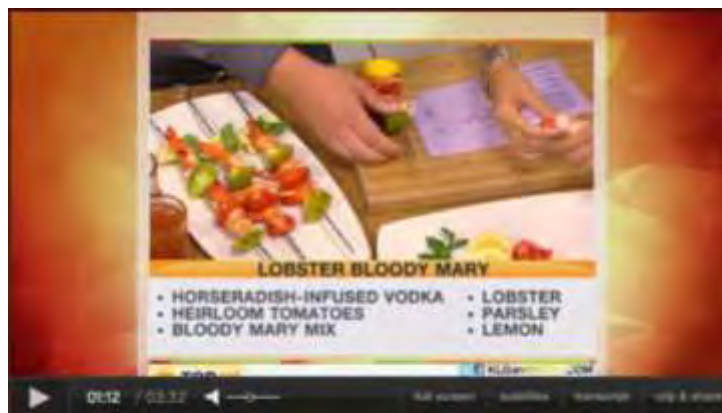 LOBSTER BLOODY MARY
• HORSERADISH-INFUSED VODKA
• HEIRLOOM TOMATOES
• BLOODY MARY MIX
• LOBSTER
• PARSLEY
• LEMON
TOP
01:12 / 03:32
full screen
subtitles
transcript